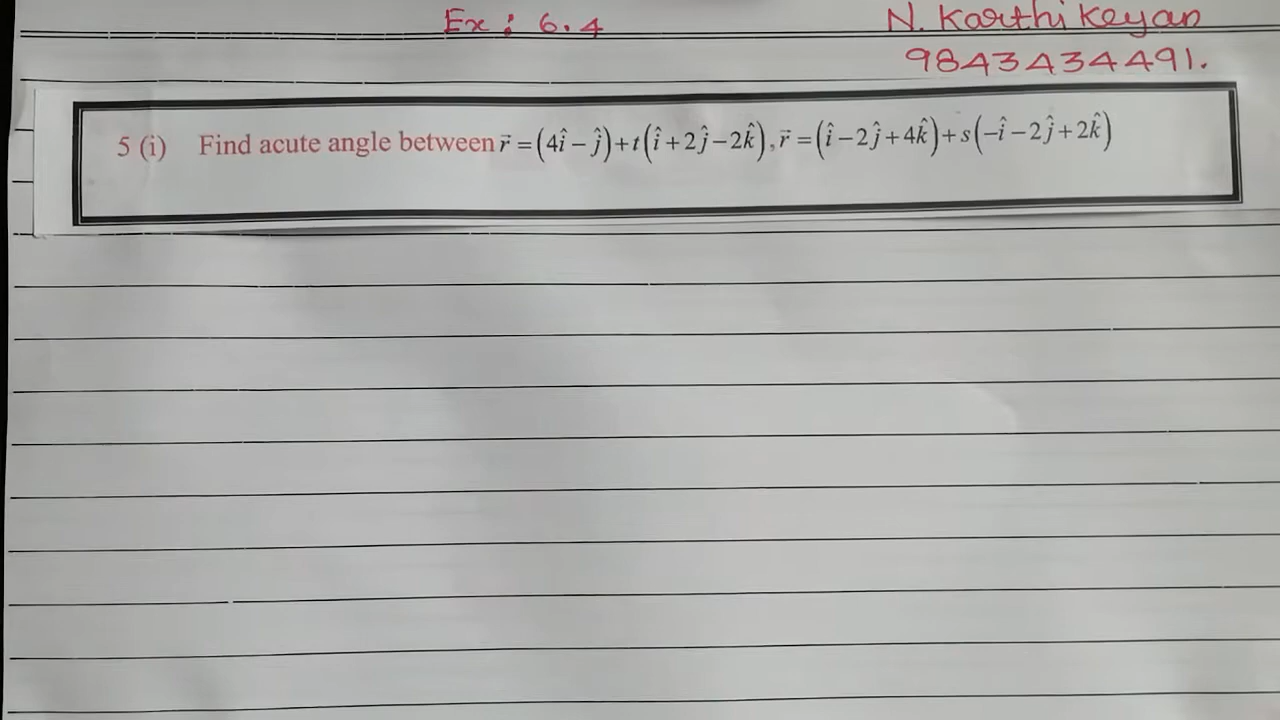 Ex : 6.4
N. Karthikeyan
9843434491.
5 (i) Find acute angle between r⃗ = (4î − ĵ) + t(î + 2ĵ − 2k̂), r⃗ = (î − 2ĵ + 4k̂) + s(−î − 2ĵ + 2k̂)